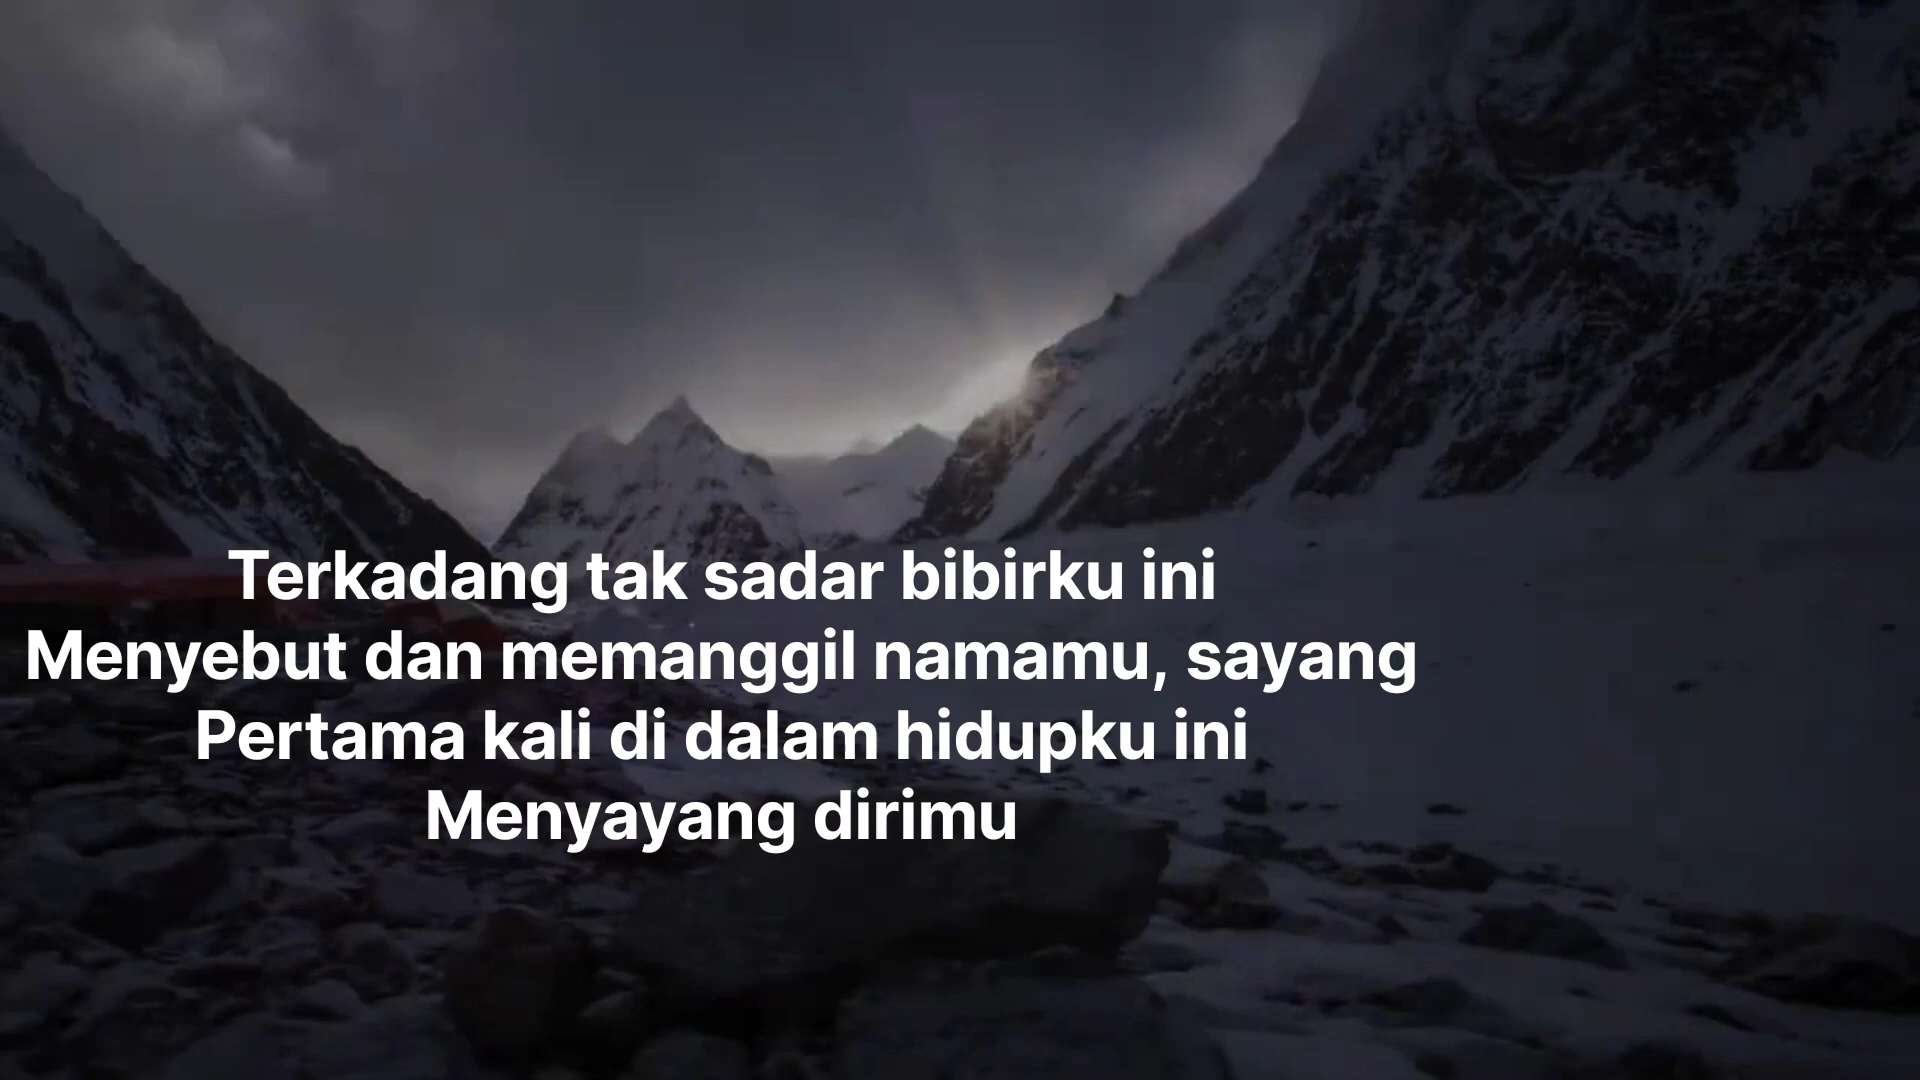 Terkadang tak sadar bibirku ini
Menyebut dan memanggil namamu, sayang
Pertama kali di dalam hidupku ini
Menyayang dirimu